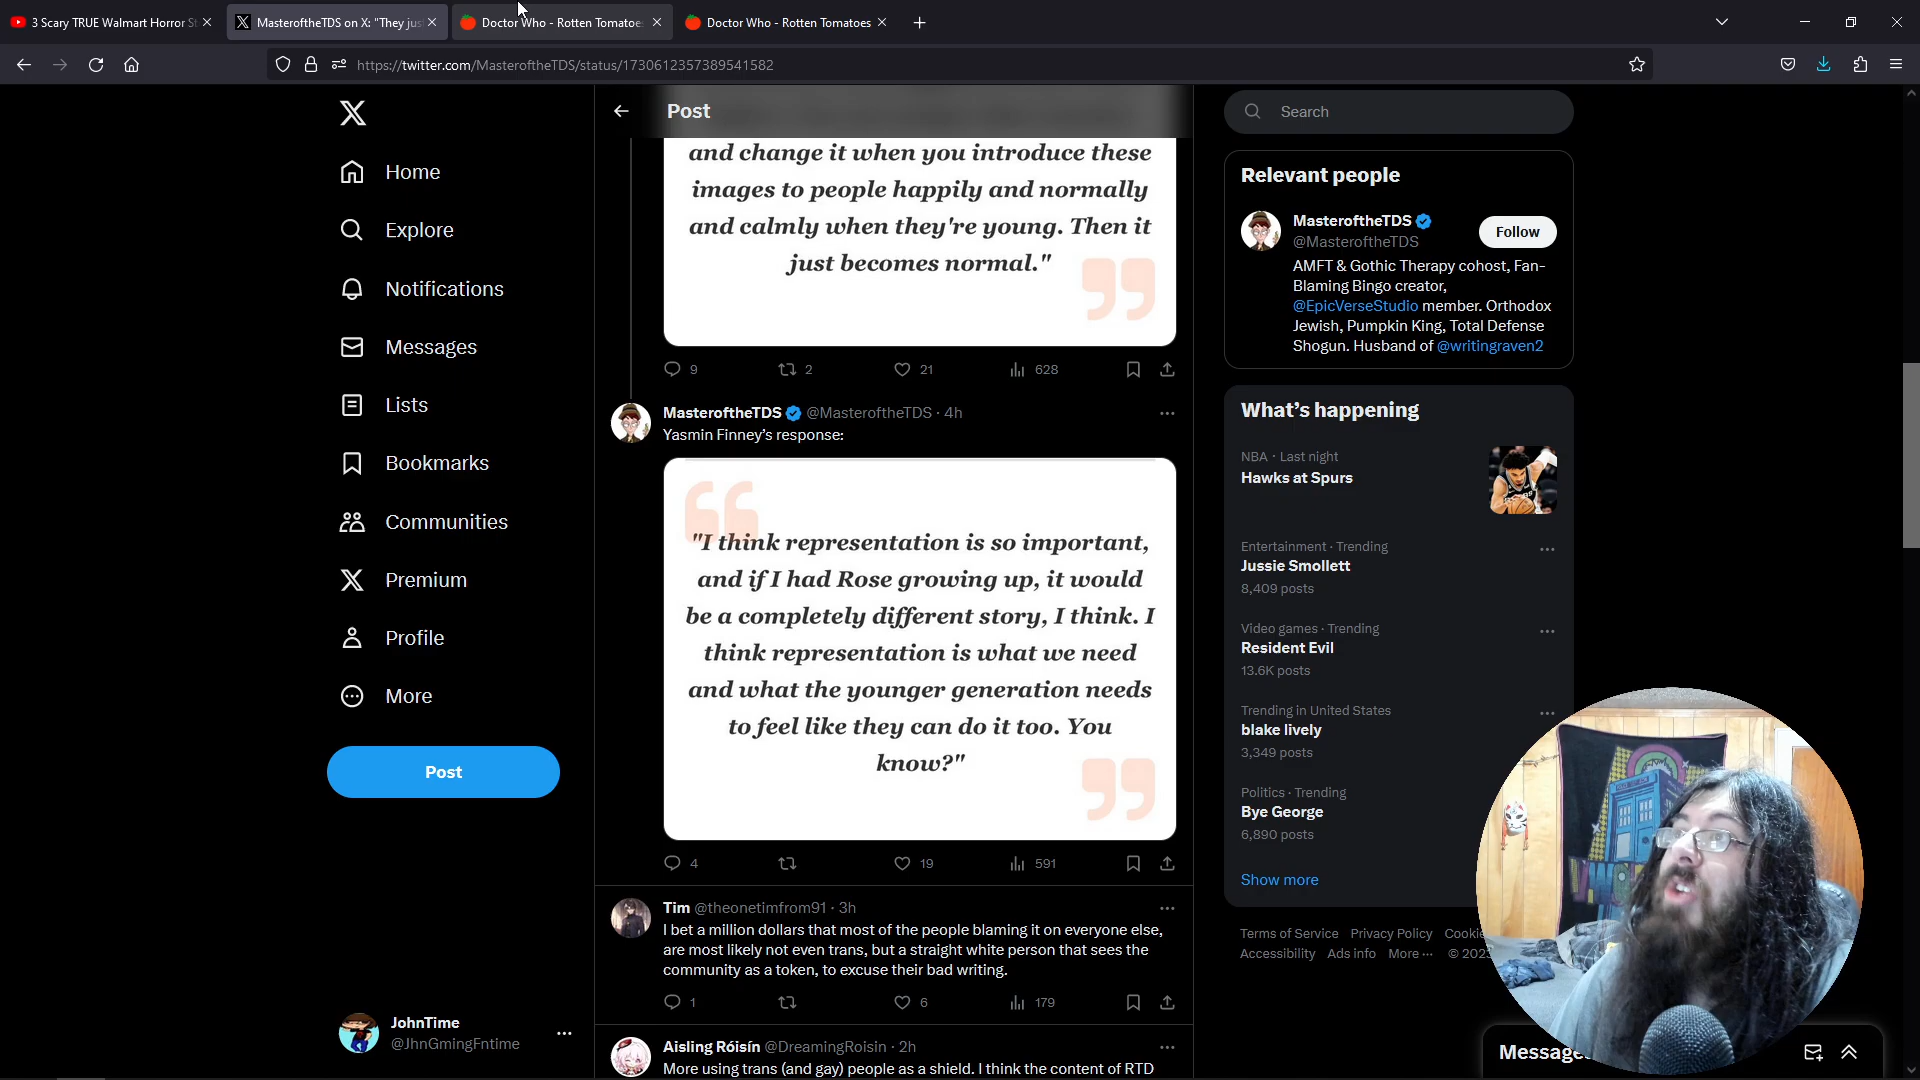 3 Scary TRUE Walmart Horror St
MasteroftheTDS on X: "They jus
Doctor Who - Rotten Tomatoe
Doctor Who - Rotten Tomatoes
https://twitter.com/MasteroftheTDS/status/1730612357389541582
Home
Explore
Notifications
Messages
Lists
Bookmarks
Communities
Premium
Profile
More
Post
JohnTime
@JhnGmingFntime
Post
and change it when you introduce these
images to people happily and normally
and calmly when they're young. Then it
just becomes normal."
9 2 21 628
MasteroftheTDS @MasteroftheTDS · 4h
Yasmin Finney's response:
"I think representation is so important,
and if I had Rose growing up, it would
be a completely different story, I think. I
think representation is what we need
and what the younger generation needs
to feel like they can do it too. You
know?"
4 19 591
Tim @theonetimfrom91 · 3h
I bet a million dollars that most of the people blaming it on everyone else,
are most likely not even trans, but a straight white person that sees the
community as a token, to excuse their bad writing.
1 6 179
Aisling Róisín @DreamingRoisin · 2h
More using trans (and gay) people as a shield. I think the content of RTD
Search
Relevant people
MasteroftheTDS
@MasteroftheTDS
Follow
AMFT & Gothic Therapy cohost, Fan-
Blaming Bingo creator,
@EpicVerseStudio member. Orthodox
Jewish, Pumpkin King, Total Defense
Shogun. Husband of @writingraven2
What's happening
NBA · Last night
Hawks at Spurs
Entertainment · Trending
Jussie Smollett
8,409 posts
Video games · Trending
Resident Evil
13.6K posts
Trending in United States
blake lively
3,349 posts
Politics · Trending
Bye George
6,890 posts
Show more
Terms of Service Privacy Policy Cookie
Accessibility Ads info More ··· © 202
Messages